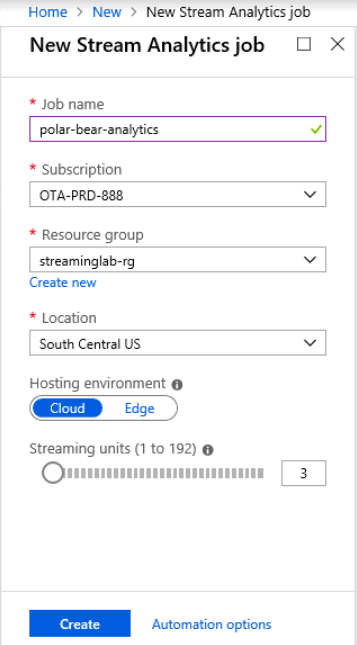 Home > New > New Stream Analytics job
New Stream Analytics job
* Job name
polar-bear-analytics
* Subscription
OTA-PRD-888
* Resource group
streaminglab-rg
Create new
* Location
South Central US
Hosting environment
Cloud Edge
Streaming units (1 to 192)
3
Create Automation options